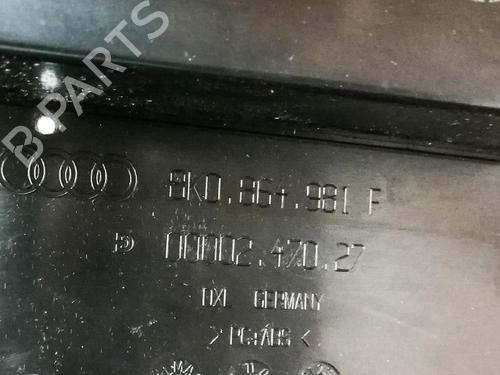 B-PARTS
8K0.864.981 F
00002.470.27
DXL GERMANY
>PC+ABS<